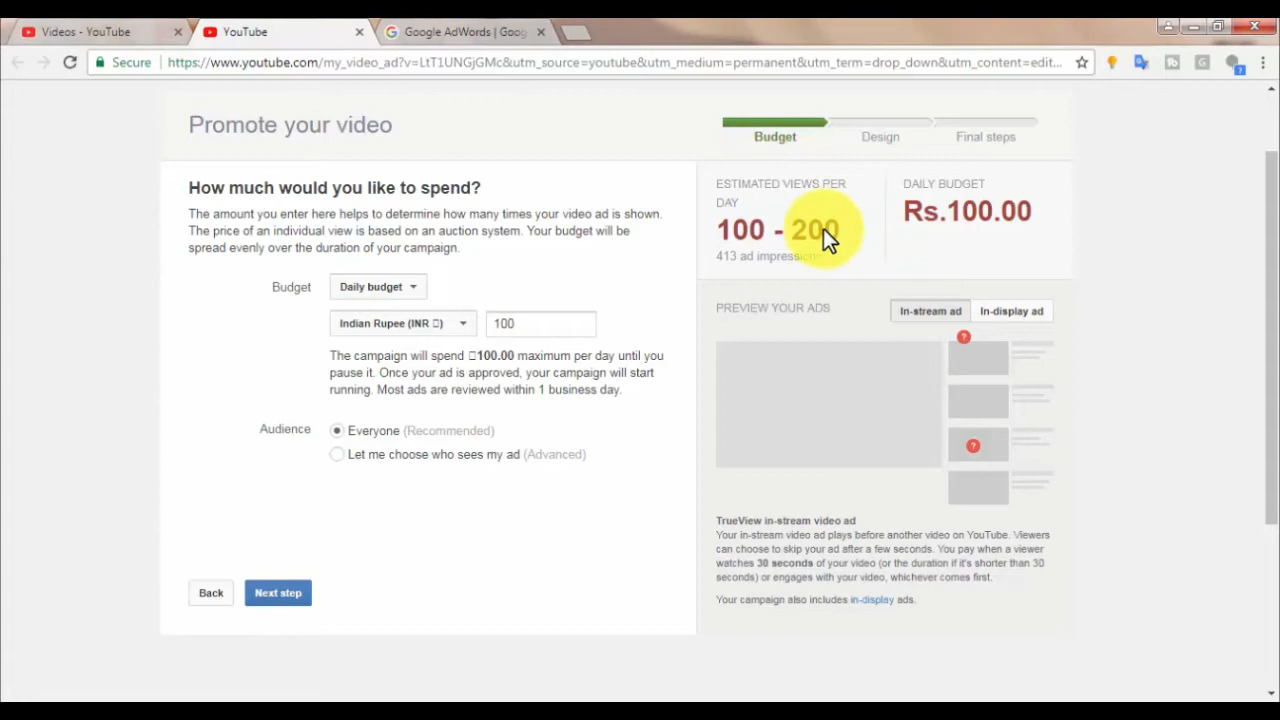 Videos - YouTube
YouTube
Google AdWords | Goog
Secure
https://www.youtube.com/my_video_ad?v=LtT1UNGjGMc&utm_source=youtube&utm_medium=permanent&utm_term=drop_down&utm_content=edit...
Promote your video
Budget
Design
Final steps
How much would you like to spend?
The amount you enter here helps to determine how many times your video ad is shown.
The price of an individual view is based on an auction system. Your budget will be
spread evenly over the duration of your campaign.
Budget
Daily budget
Indian Rupee (INR )
100
The campaign will spend 100.00 maximum per day until you
pause it. Once your ad is approved, your campaign will start
running. Most ads are reviewed within 1 business day.
Audience
Everyone (Recommended)
Let me choose who sees my ad (Advanced)
Back
Next step
ESTIMATED VIEWS PER
DAY
100 - 200
413 ad impressions
DAILY BUDGET
Rs.100.00
PREVIEW YOUR ADS
In-stream ad
In-display ad
?
?
TrueView in-stream video ad
Your in-stream video ad plays before another video on YouTube. Viewers
can choose to skip your ad after a few seconds. You pay when a viewer
watches 30 seconds of your video (or the duration if it's shorter than 30
seconds) or engages with your video, whichever comes first.
Your campaign also includes in-display ads.